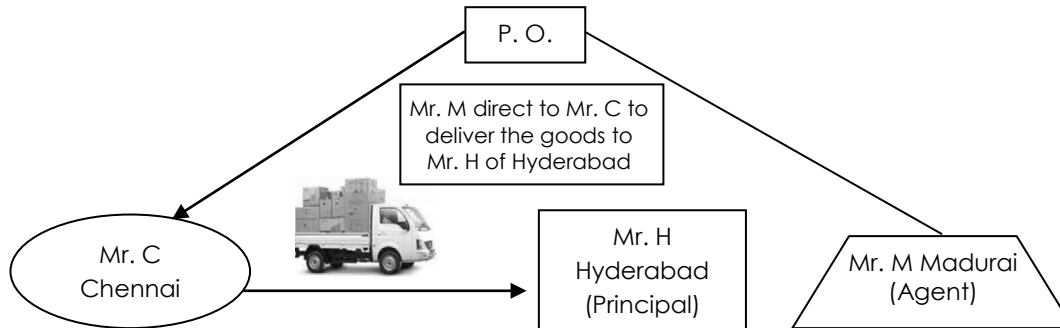 P. O.
Mr. M direct to Mr. C to
deliver the goods to
Mr. H of Hyderabad
Mr. C
Chennai
Mr. H
Hyderabad
(Principal)
Mr. M Madurai
(Agent)